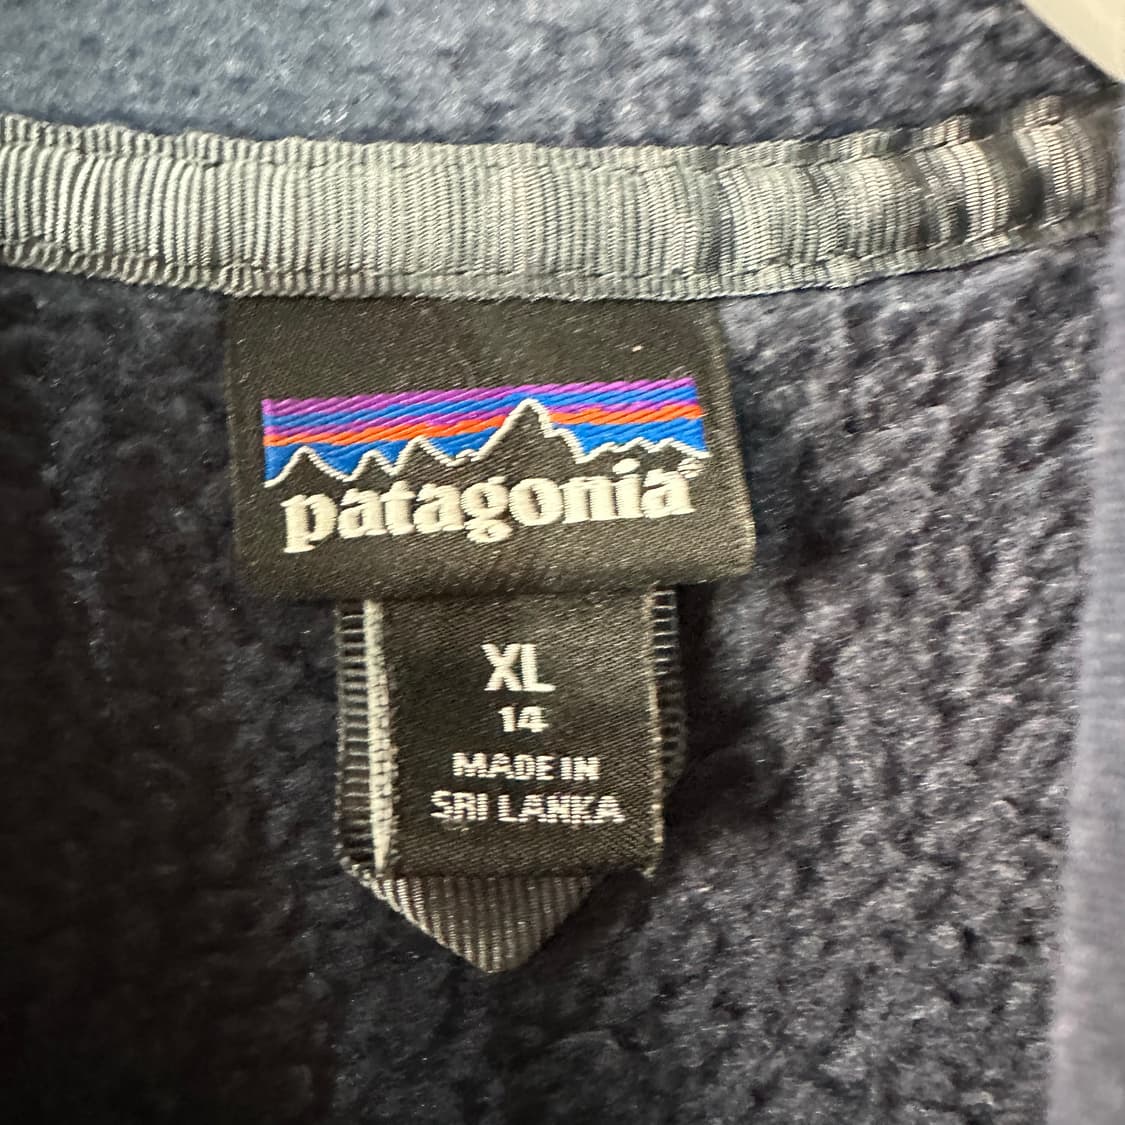 patagonia®
XL
14
MADE IN
SRI LANKA